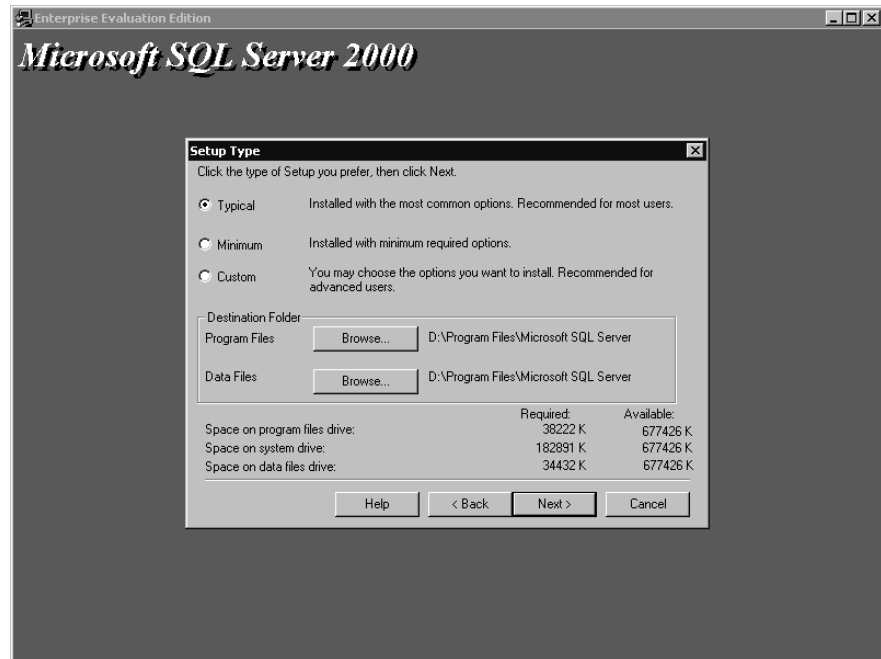 Enterprise Evaluation Edition
Microsoft SQL Server 2000
Setup Type
Click the type of Setup you prefer, then click Next.
Typical Installed with the most common options. Recommended for most users.
Minimum Installed with minimum required options.
Custom You may choose the options you want to install. Recommended for
advanced users.
Destination Folder
Program Files Browse... D:\Program Files\Microsoft SQL Server
Data Files Browse... D:\Program Files\Microsoft SQL Server
Required: Available:
Space on program files drive: 38222 K 677426 K
Space on system drive: 182891 K 677426 K
Space on data files drive: 34432 K 677426 K
Help < Back Next > Cancel